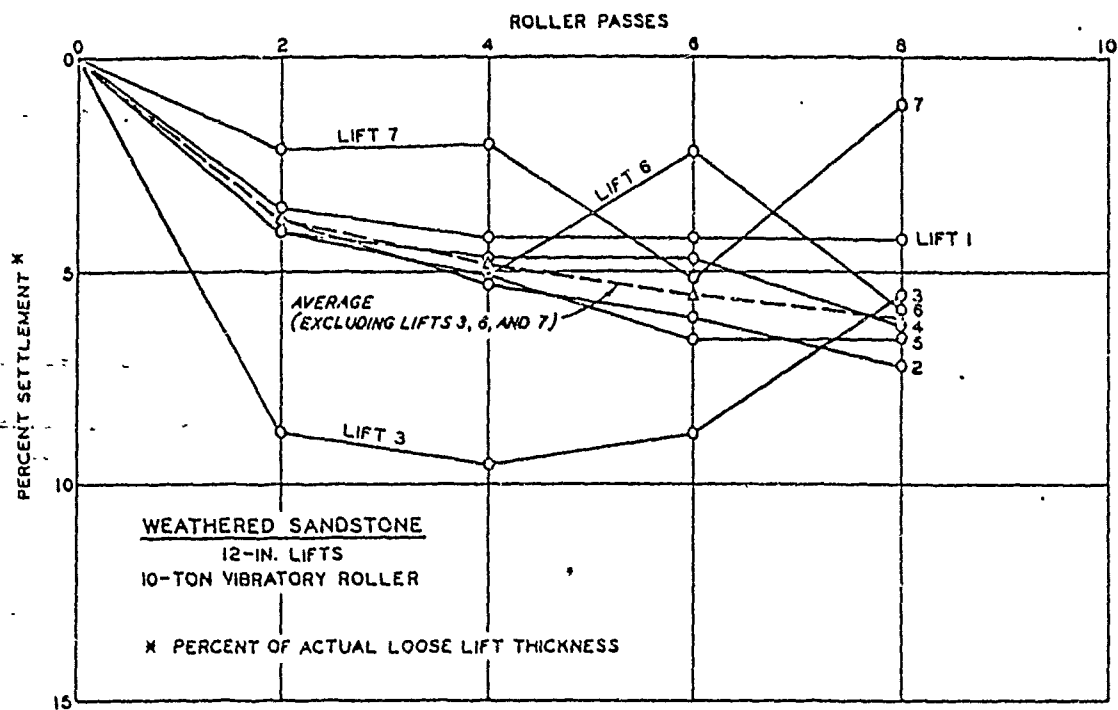 ROLLER PASSES
0 2 4 6 8 10
0
5
10
15
PERCENT SETTLEMENT*
LIFT 7
LIFT 6
7
LIFT 1
3
6
4
5
2
AVERAGE
(EXCLUDING LIFTS 3, 6, AND 7)
LIFT 3
WEATHERED SANDSTONE
12-IN. LIFTS
10-TON VIBRATORY ROLLER
* PERCENT OF ACTUAL LOOSE LIFT THICKNESS